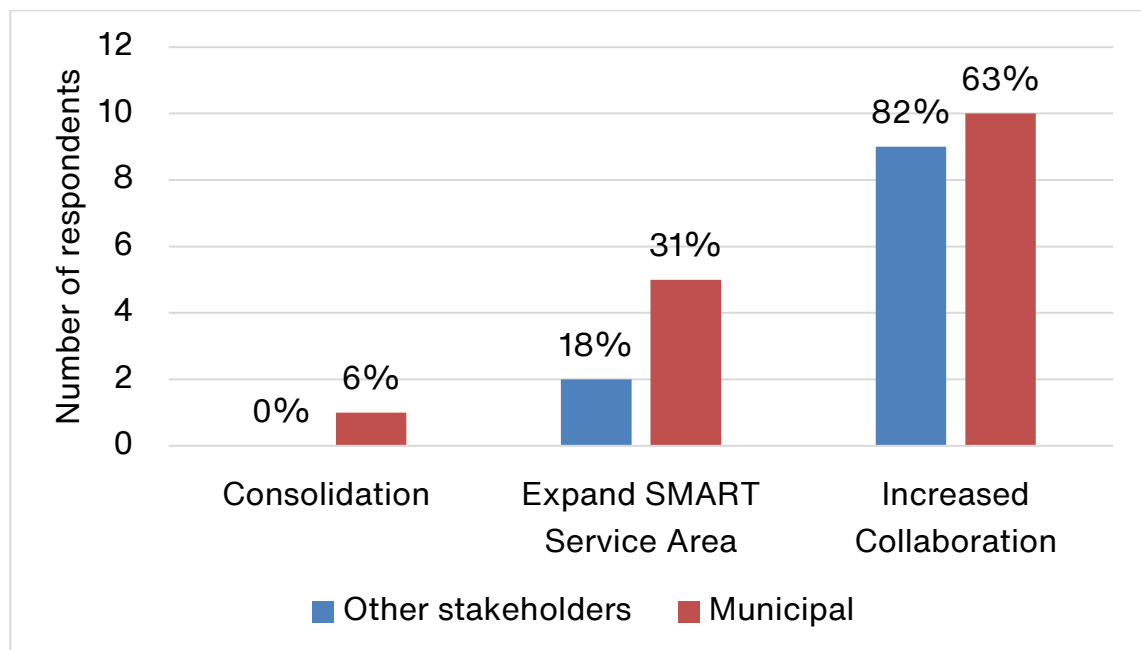 Number of respondents
12
10
8
6
4
2
0
0%
6%
18%
31%
82%
63%
Consolidation
Expand SMART
Service Area
Increased
Collaboration
Other stakeholders
Municipal